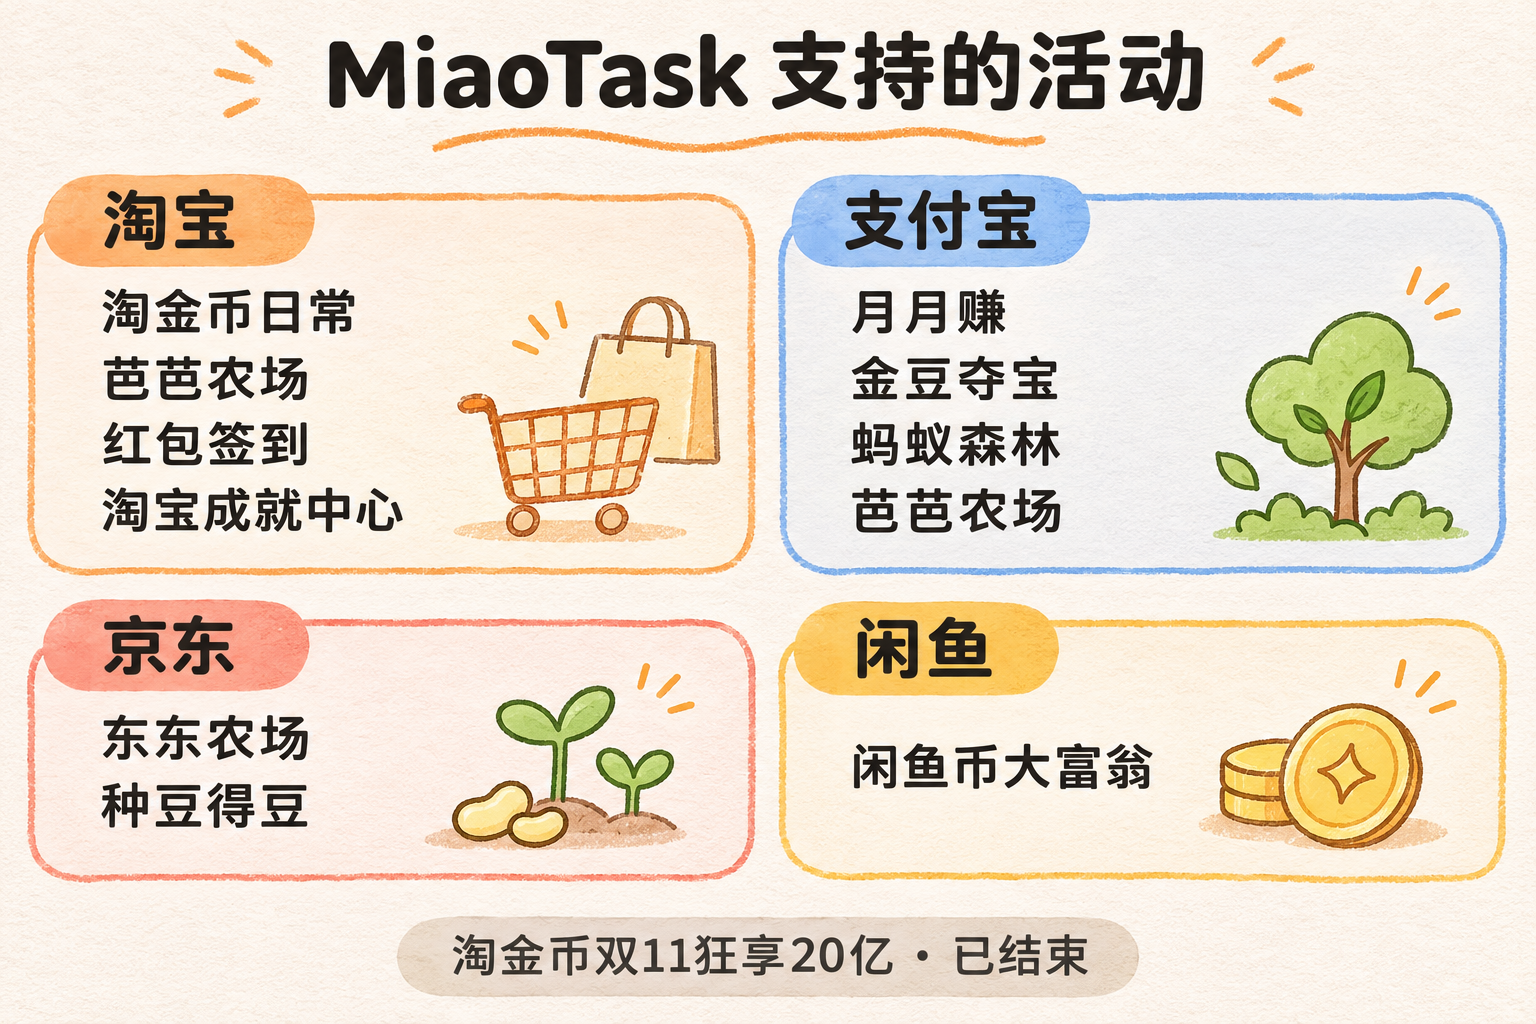 MiaoTask 支持的活动
淘宝
淘金币日常
芭芭农场
红包签到
淘宝成就中心
支付宝
月月赚
金豆夺宝
蚂蚁森林
芭芭农场
京东
东东农场
种豆得豆
闲鱼
闲鱼币大富翁
淘金币双11狂享20亿 · 已结束